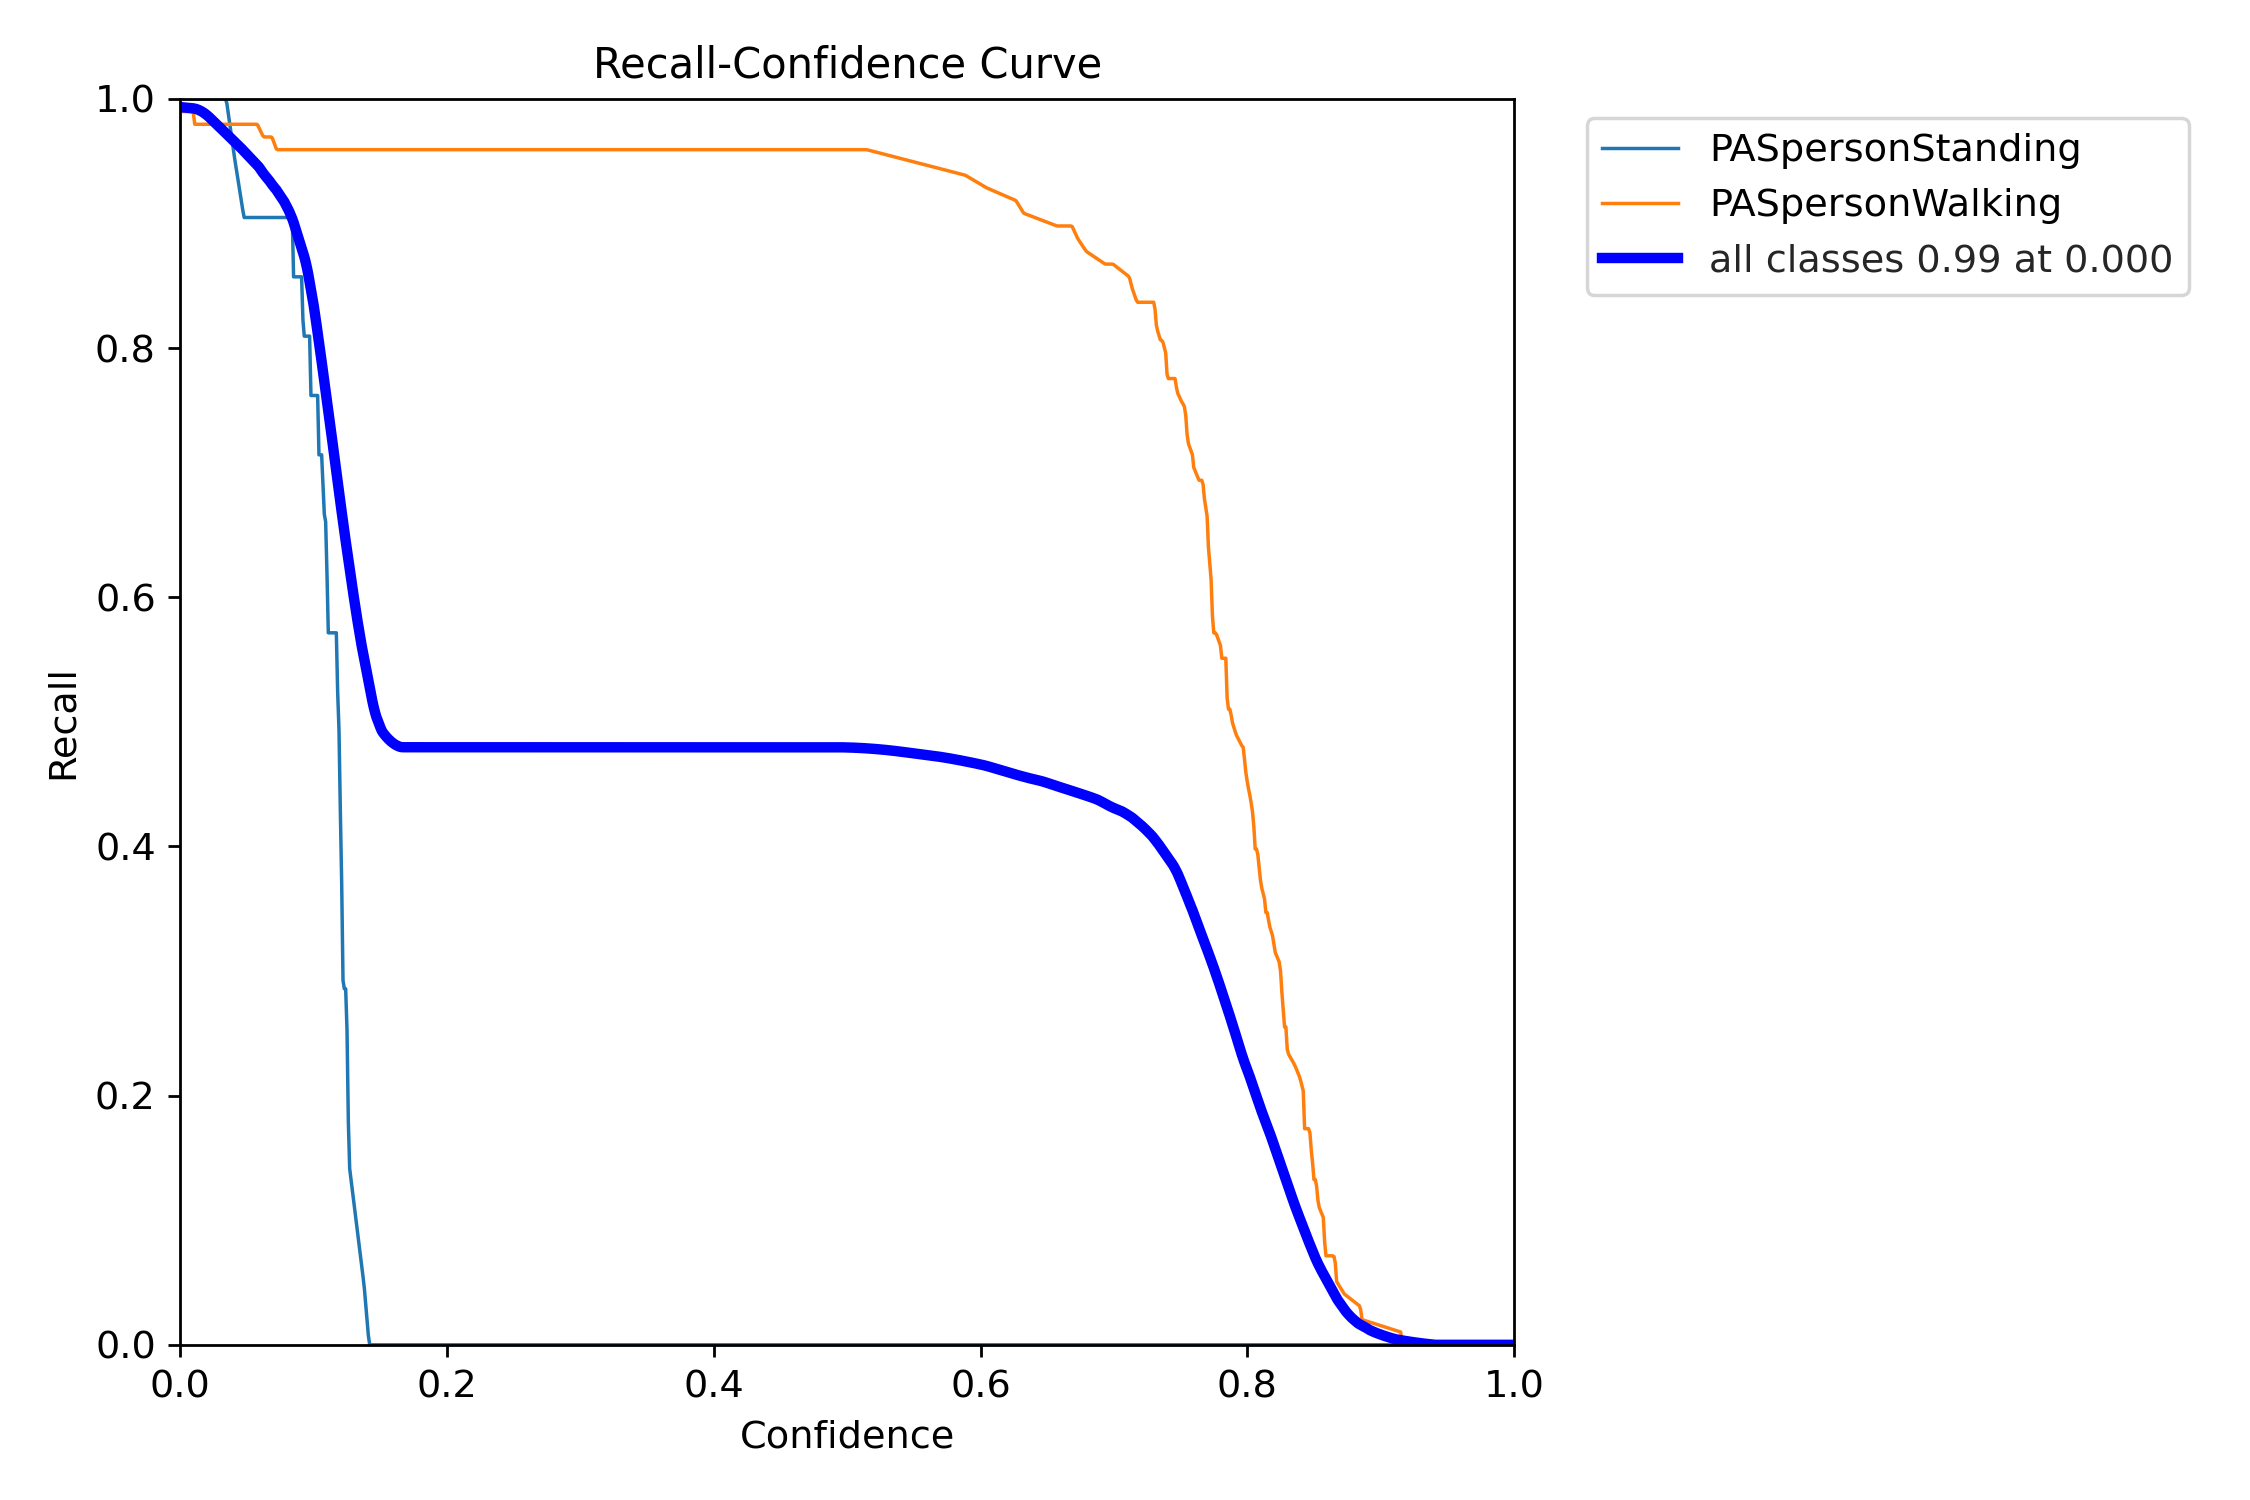 Recall-Confidence Curve
1.0
0.8
0.6
0.4
0.2
0.0
Recall
0.0 0.2 0.4 0.6 0.8 1.0
Confidence
PASpersonStanding
PASpersonWalking
all classes 0.99 at 0.000